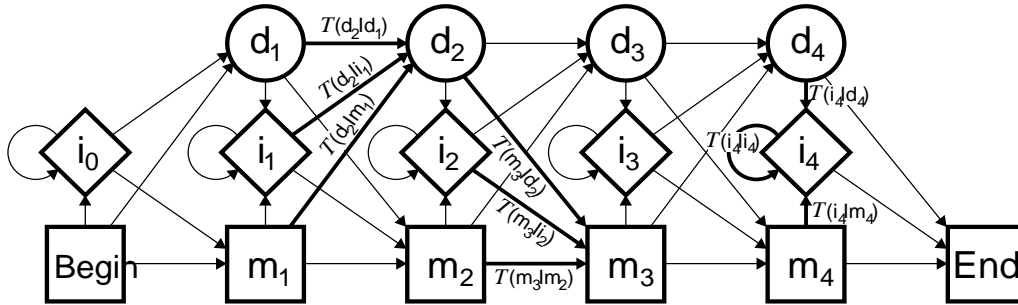 T(d2|d1)
d1
d2
d3
d4
T(d2|i1)
T(d2|m1)
T(i4|d4)
i0
i1
i2
i3
T(i4|i4)
i4
T(m3|d2)
T(m3|i2)
T(i4|m4)
Begin
m1
m2
T(m3|m2)
m3
m4
End